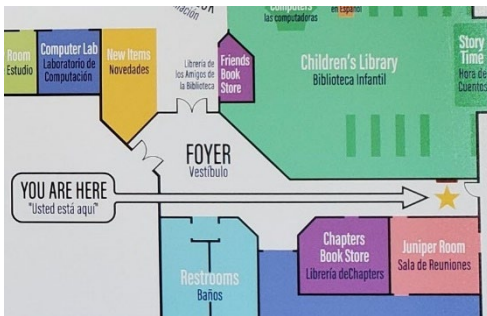 Computers
las computadoras
en Español
Room
Estudio
Computer Lab
Laboratorio de
Computación
New Items
Novedades
Librería de
los Amigos de
la Biblioteca
Friends
Book
Store
Children's Library
Biblioteca Infantil
Story
Time
Hora de
Cuentos
FOYER
Vestíbulo
YOU ARE HERE
"Usted está aquí"
Restrooms
Baños
Chapters
Book Store
Librería deChapters
Juniper Room
Sala de Reuniones